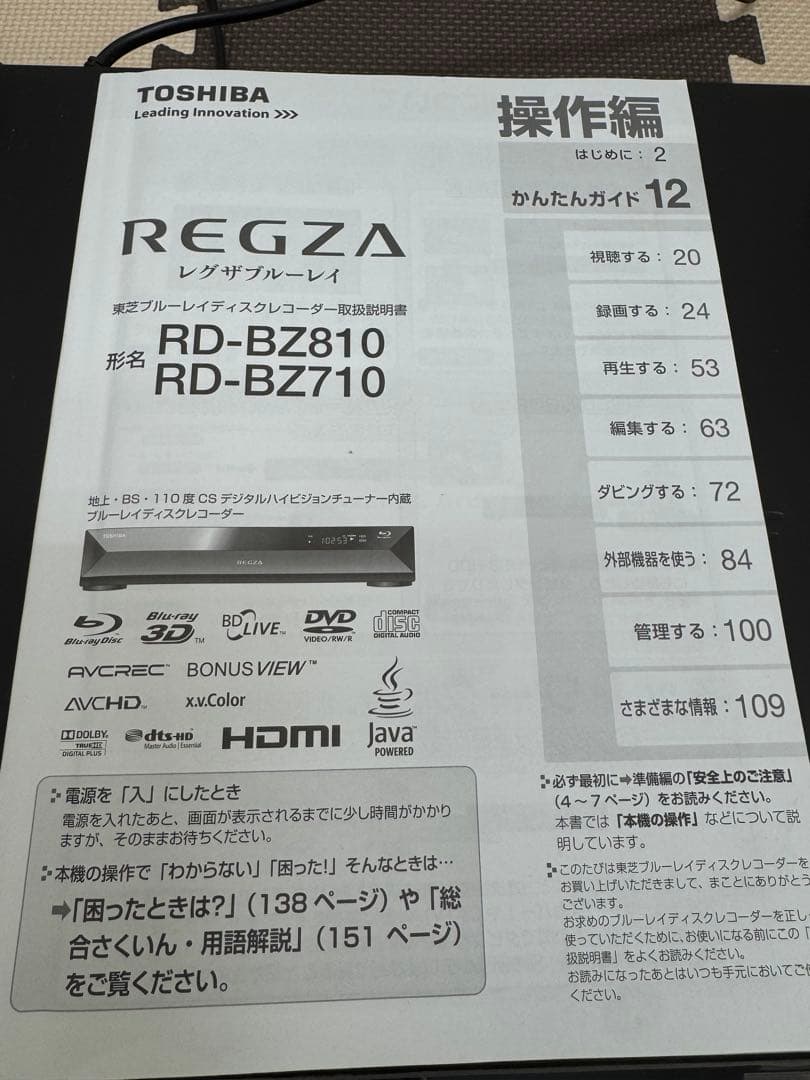 TOSHIBA
Leading Innovation >>>
操作編
はじめに：2
かんたんガイド 12
REGZA
レグザブルーレイ
東芝ブルーレイディスクレコーダー取扱説明書
形名 RD-BZ810
RD-BZ710
視聴する：20
録画する：24
再生する：53
編集する：63
ダビングする：72
外部機器を使う：84
管理する：100
さまざまな情報：109
地上・BS・110度CSデジタルハイビジョンチューナー内蔵
ブルーレイディスクレコーダー
TOSHIBA
REGZA
Blu-ray Disc
Blu-ray 3D TM
BD LIVE TM
DVD VIDEO/RW/R
COMPACT disc DIGITAL AUDIO
AVCREC TM
BONUSVIEW TM
AVCHD TM
x.v.Color
DOLBY TRUEHD DIGITAL PLUS
dts-HD Master Audio | Essential
HDMI
Java POWERED
電源を「入」にしたとき
電源を入れたあと、画面が表示されるまでに少し時間がかかり
ますが、そのままお待ちください。
本機の操作で「わからない」「困った!」そんなときは…
➡「困ったときは?」（138ページ）や「総
合さくいん・用語解説」（151 ページ）
をご覧ください。
必ず最初に➡準備編の「安全上のご注意」
（4～7ページ）をお読みください。
本書では「本機の操作」などについて説
明しています。
このたびは東芝ブルーレイディスクレコーダーを
お買い上げいただきまして、まことにありがとう
ございます。
お求めのブルーレイディスクレコーダーを正し
使っていただくために、お使いになる前にこの「
扱説明書」をよくお読みください。
お読みになったあとはいつも手元においてご使
ください。